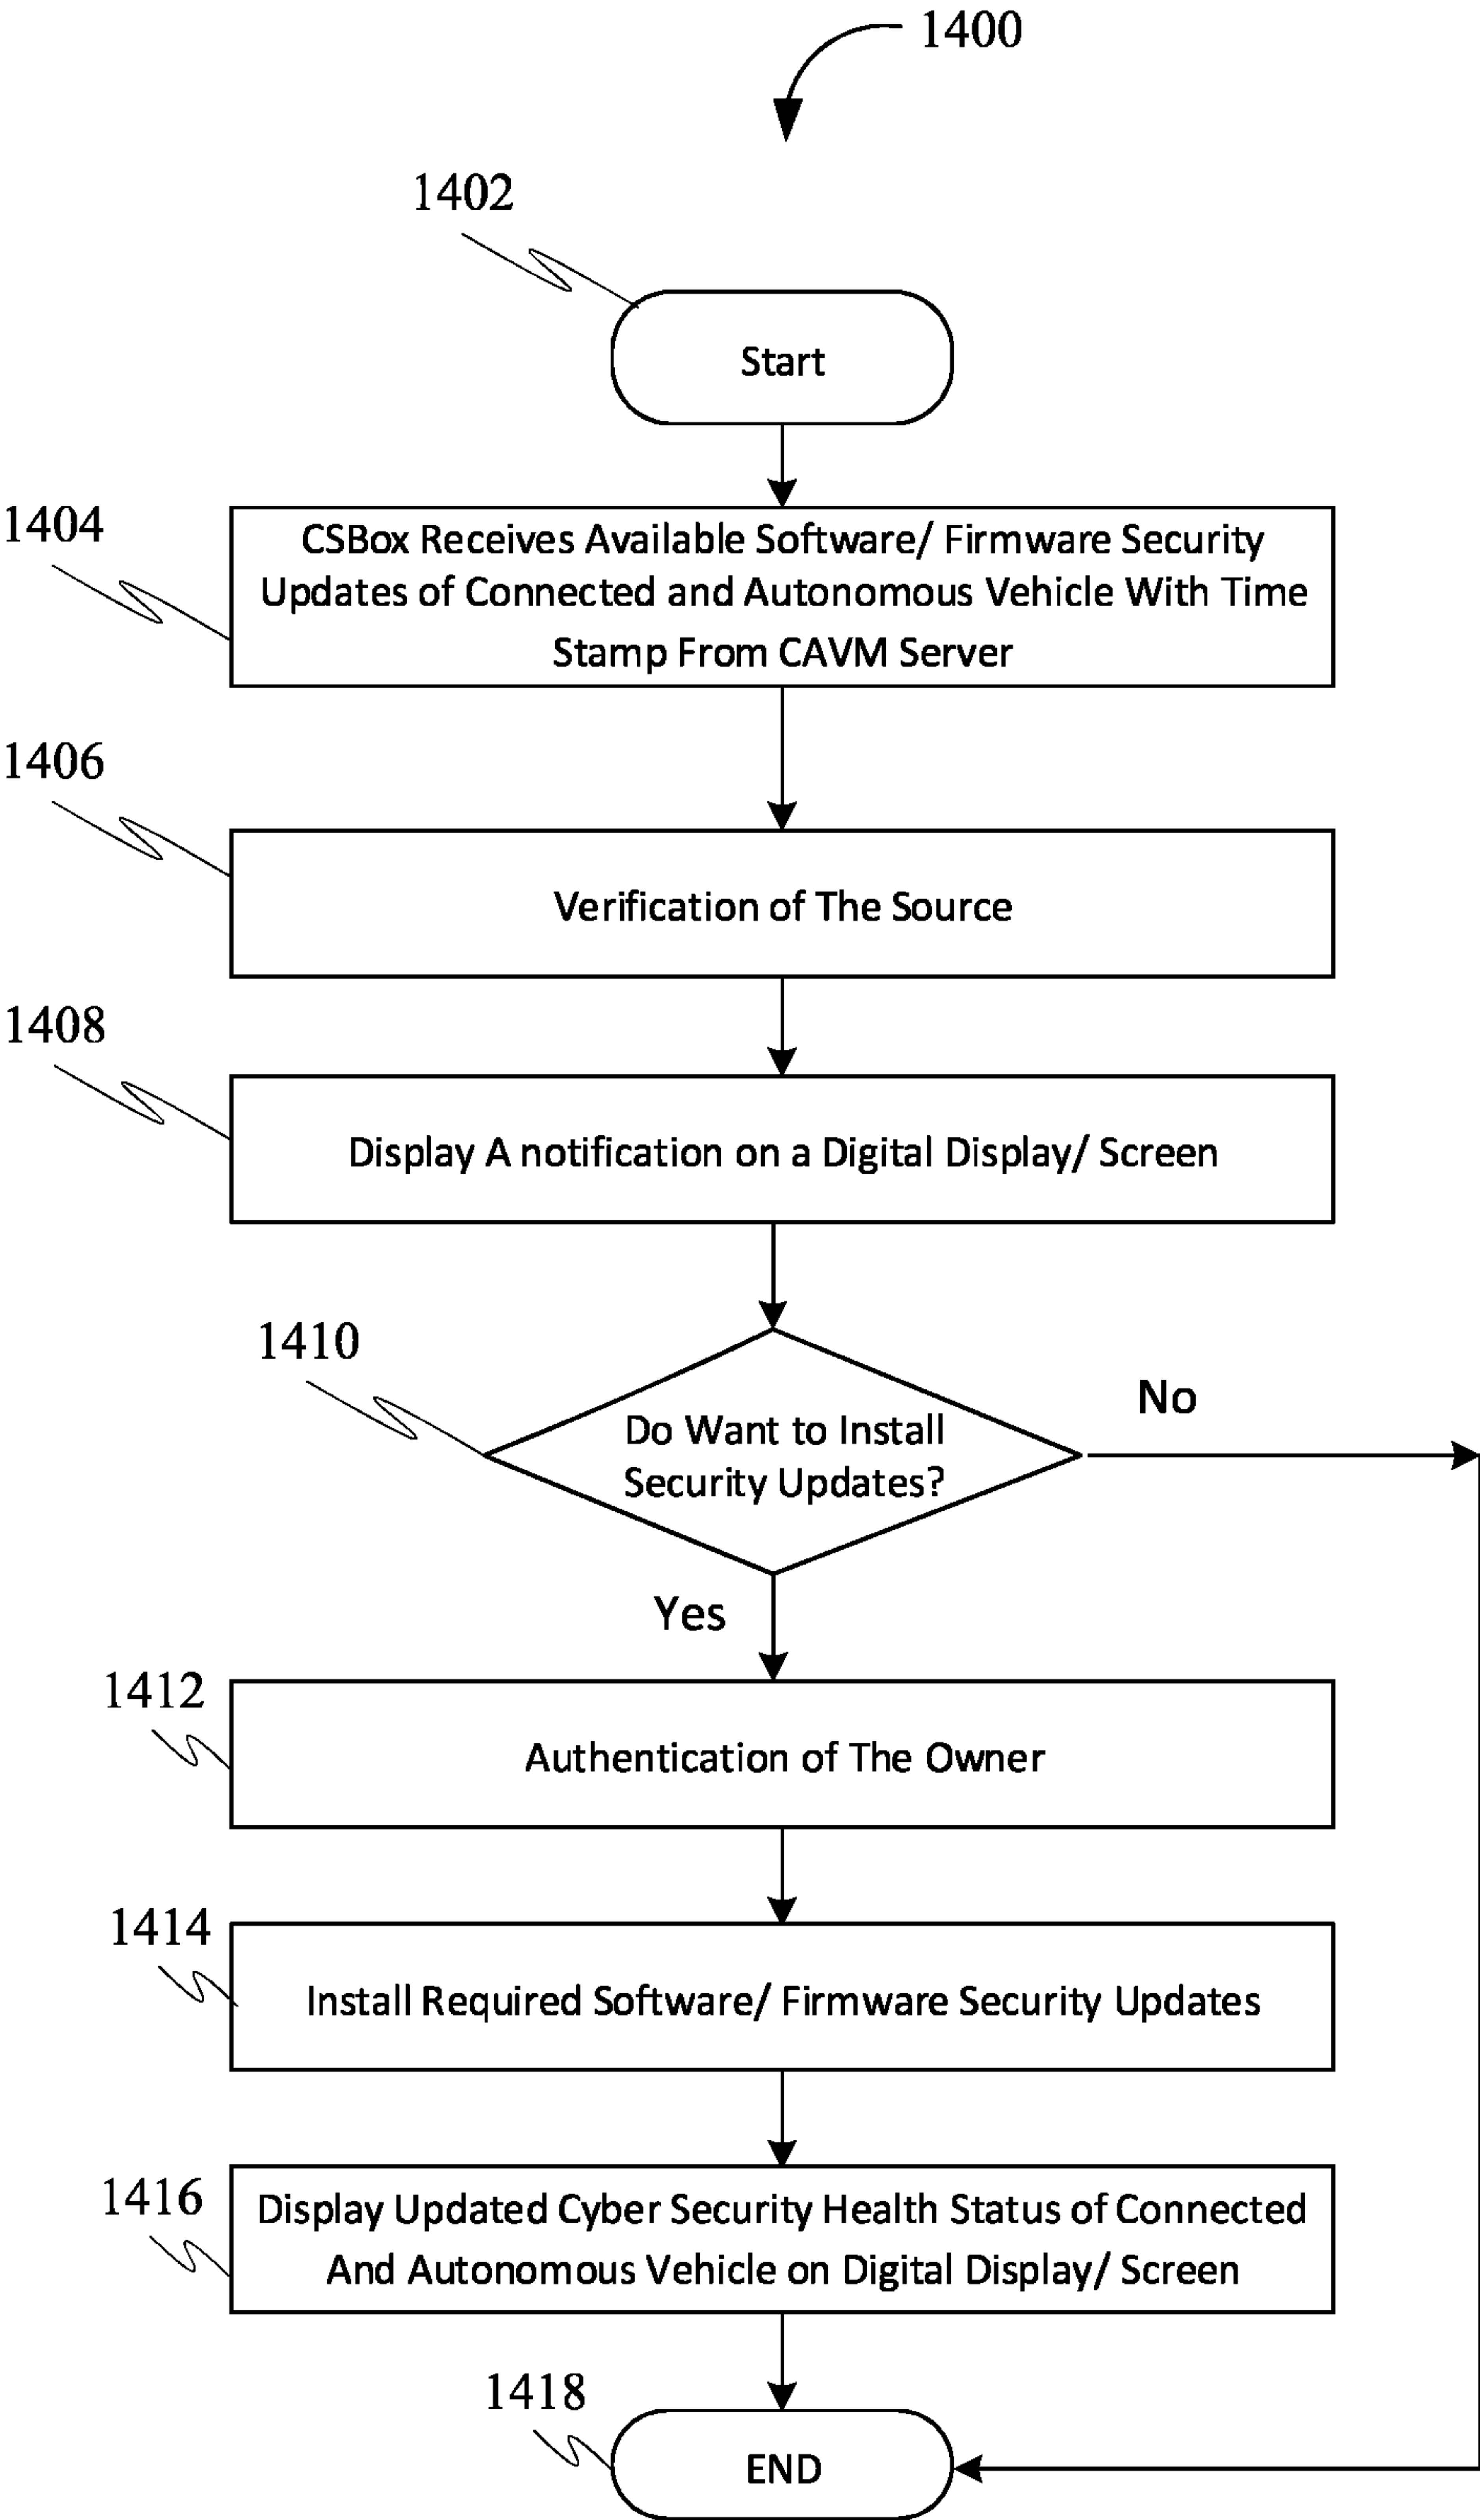 1400
1402
Start
1404
CSBox Receives Available Software/ Firmware Security
Updates of Connected and Autonomous Vehicle With Time
Stamp From CAVM Server
1406
Verification of The Source
1408
Display A notification on a Digital Display/ Screen
1410
Do Want to Install
Security Updates?
No
Yes
1412
Authentication of The Owner
1414
Install Required Software/ Firmware Security Updates
1416
Display Updated Cyber Security Health Status of Connected
And Autonomous Vehicle on Digital Display/ Screen
1418
END